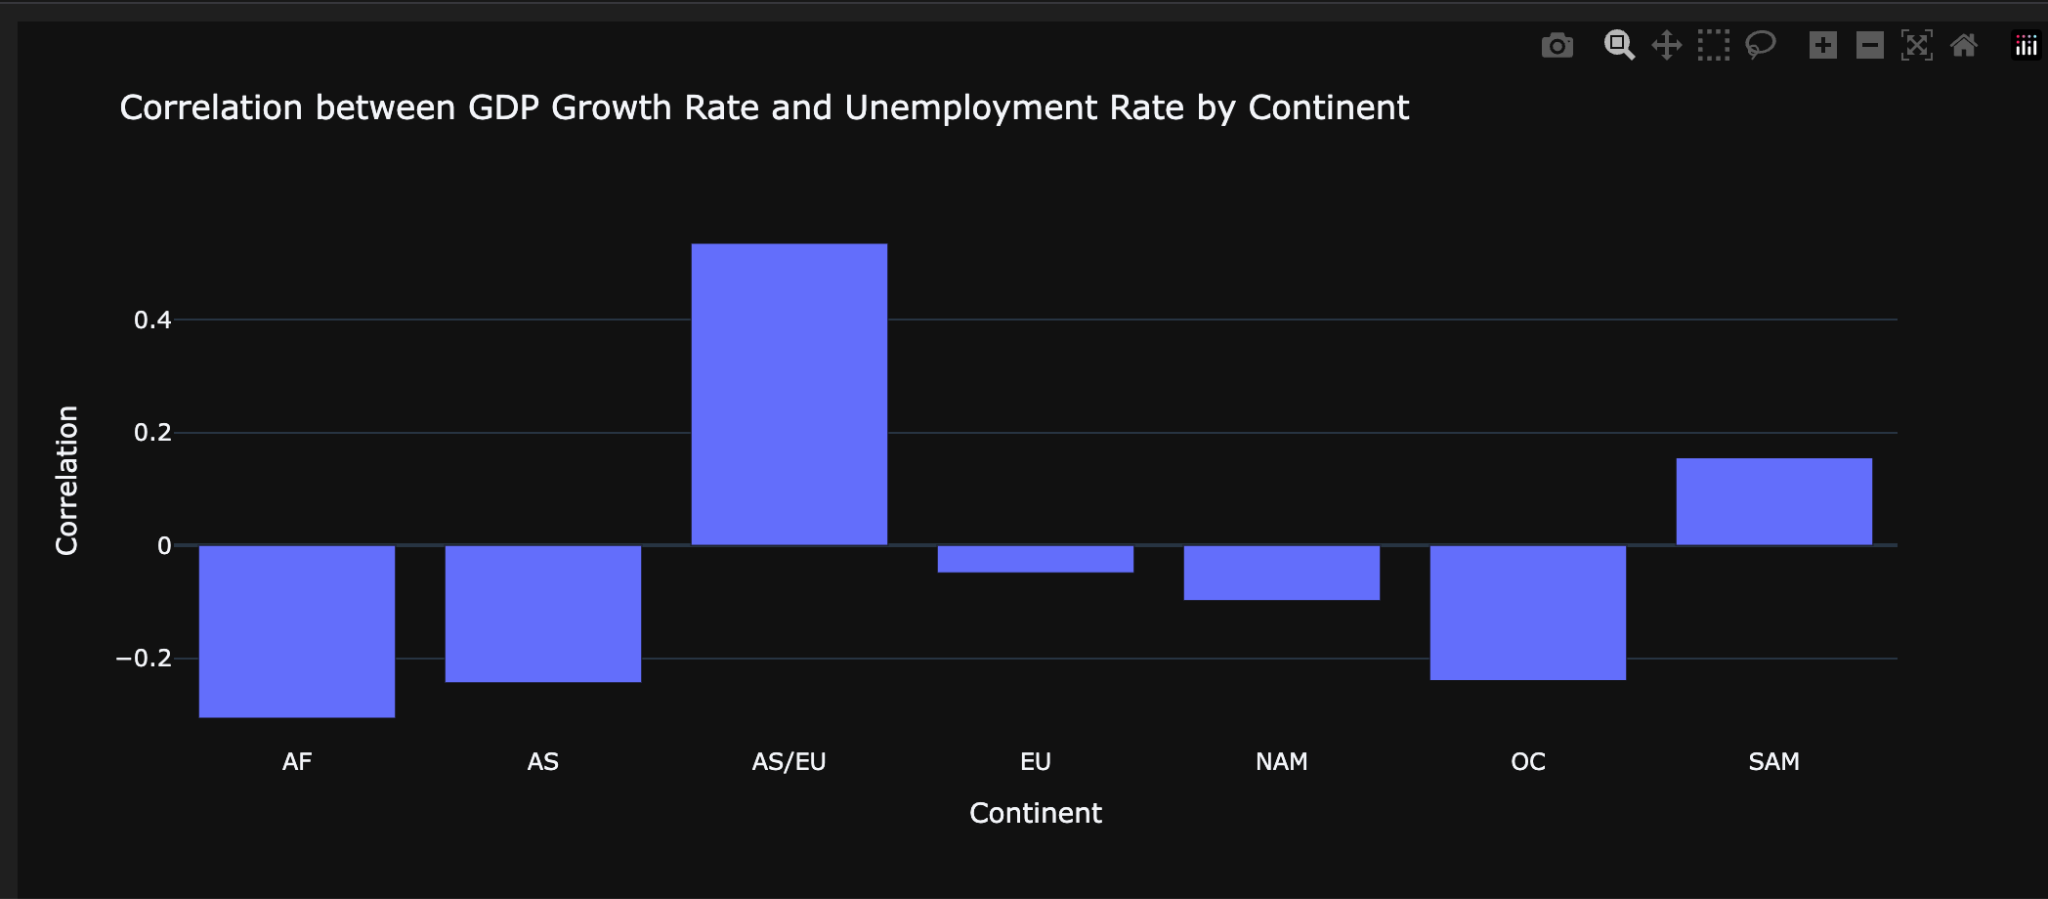 Correlation between GDP Growth Rate and Unemployment Rate by Continent
0.4
0.2
0
−0.2
Correlation
AF AS AS/EU EU NAM OC SAM
Continent